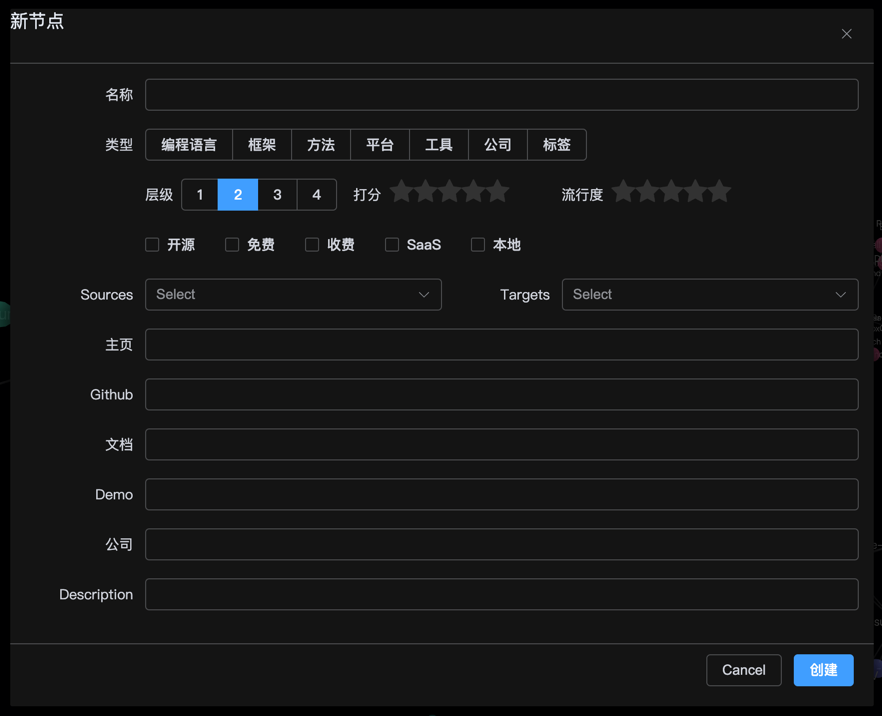 新节点
名称
类型 编程语言 框架 方法 平台 工具 公司 标签
层级 1 2 3 4 打分 流行度
开源 免费 收费 SaaS 本地
Sources Select Targets Select
主页
Github
文档
Demo
公司
Description
Cancel 创建